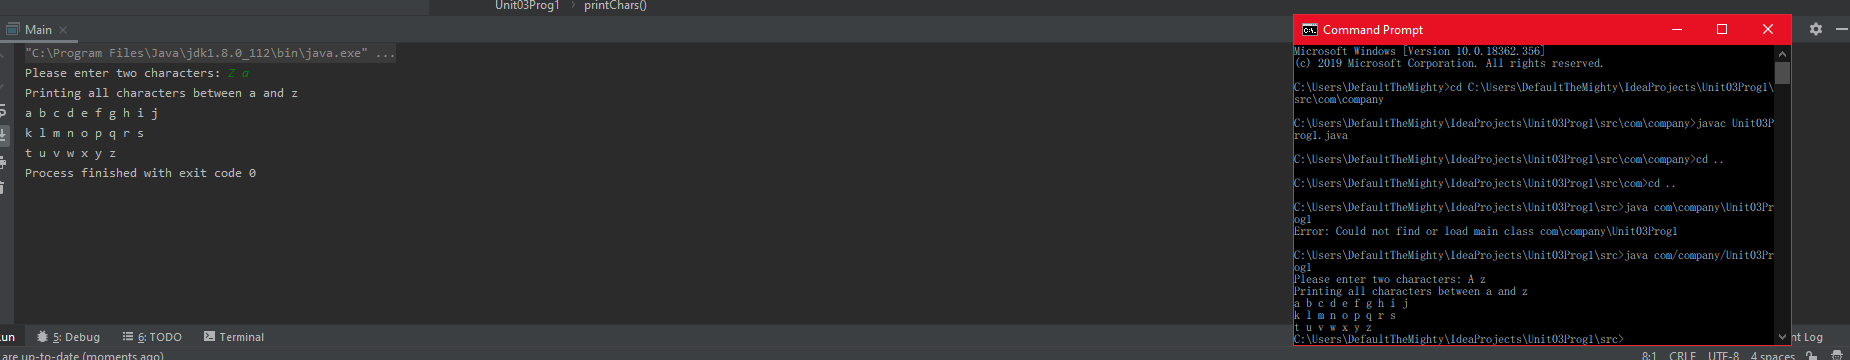 Unit03Prog1 › printChars()
Main
"C:\Program Files\Java\jdk1.8.0_112\bin\java.exe" ...
Please enter two characters: Z a
Printing all characters between a and z
a b c d e f g h i j
k l m n o p q r s
t u v w x y z
Process finished with exit code 0
Command Prompt
Microsoft Windows [Version 10.0.18362.356]
(c) 2019 Microsoft Corporation. All rights reserved.
C:\Users\DefaultTheMighty>cd C:\Users\DefaultTheMighty\IdeaProjects\Unit03Prog1\
src\com\company
C:\Users\DefaultTheMighty\IdeaProjects\Unit03Prog1\src\com\company>javac Unit03P
rog1.java
C:\Users\DefaultTheMighty\IdeaProjects\Unit03Prog1\src\com\company>cd ..
C:\Users\DefaultTheMighty\IdeaProjects\Unit03Prog1\src\com>cd ..
C:\Users\DefaultTheMighty\IdeaProjects\Unit03Prog1\src>java com\company\Unit03Pr
og1
Error: Could not find or load main class com\company\Unit03Prog1
C:\Users\DefaultTheMighty\IdeaProjects\Unit03Prog1\src>java com/company/Unit03Pr
og1
Please enter two characters: A z
Printing all characters between a and z
a b c d e f g h i j
k l m n o p q r s
t u v w x y z
C:\Users\DefaultTheMighty\IdeaProjects\Unit03Prog1\src>
un 5: Debug 6: TODO Terminal nt Log
are up-to-date (moments ago) 8:1 CRLF UTF-8 4 spaces